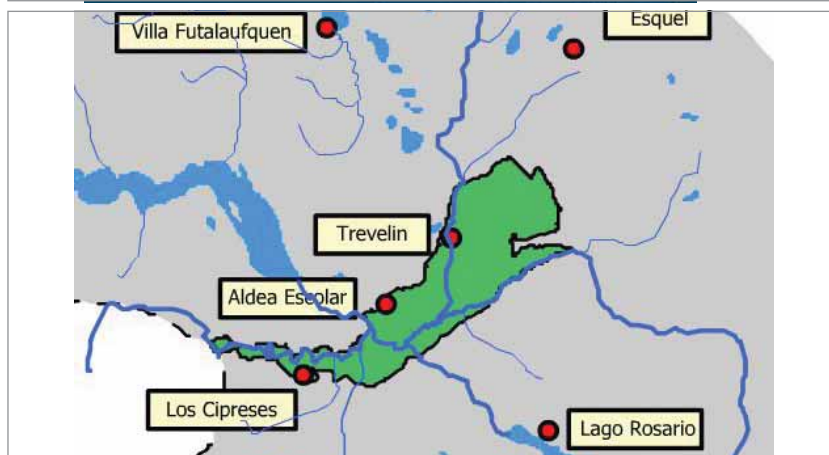 Villa Futalaufquen
Esquel
Trevelin
Aldea Escolar
Los Cipreses
Lago Rosario